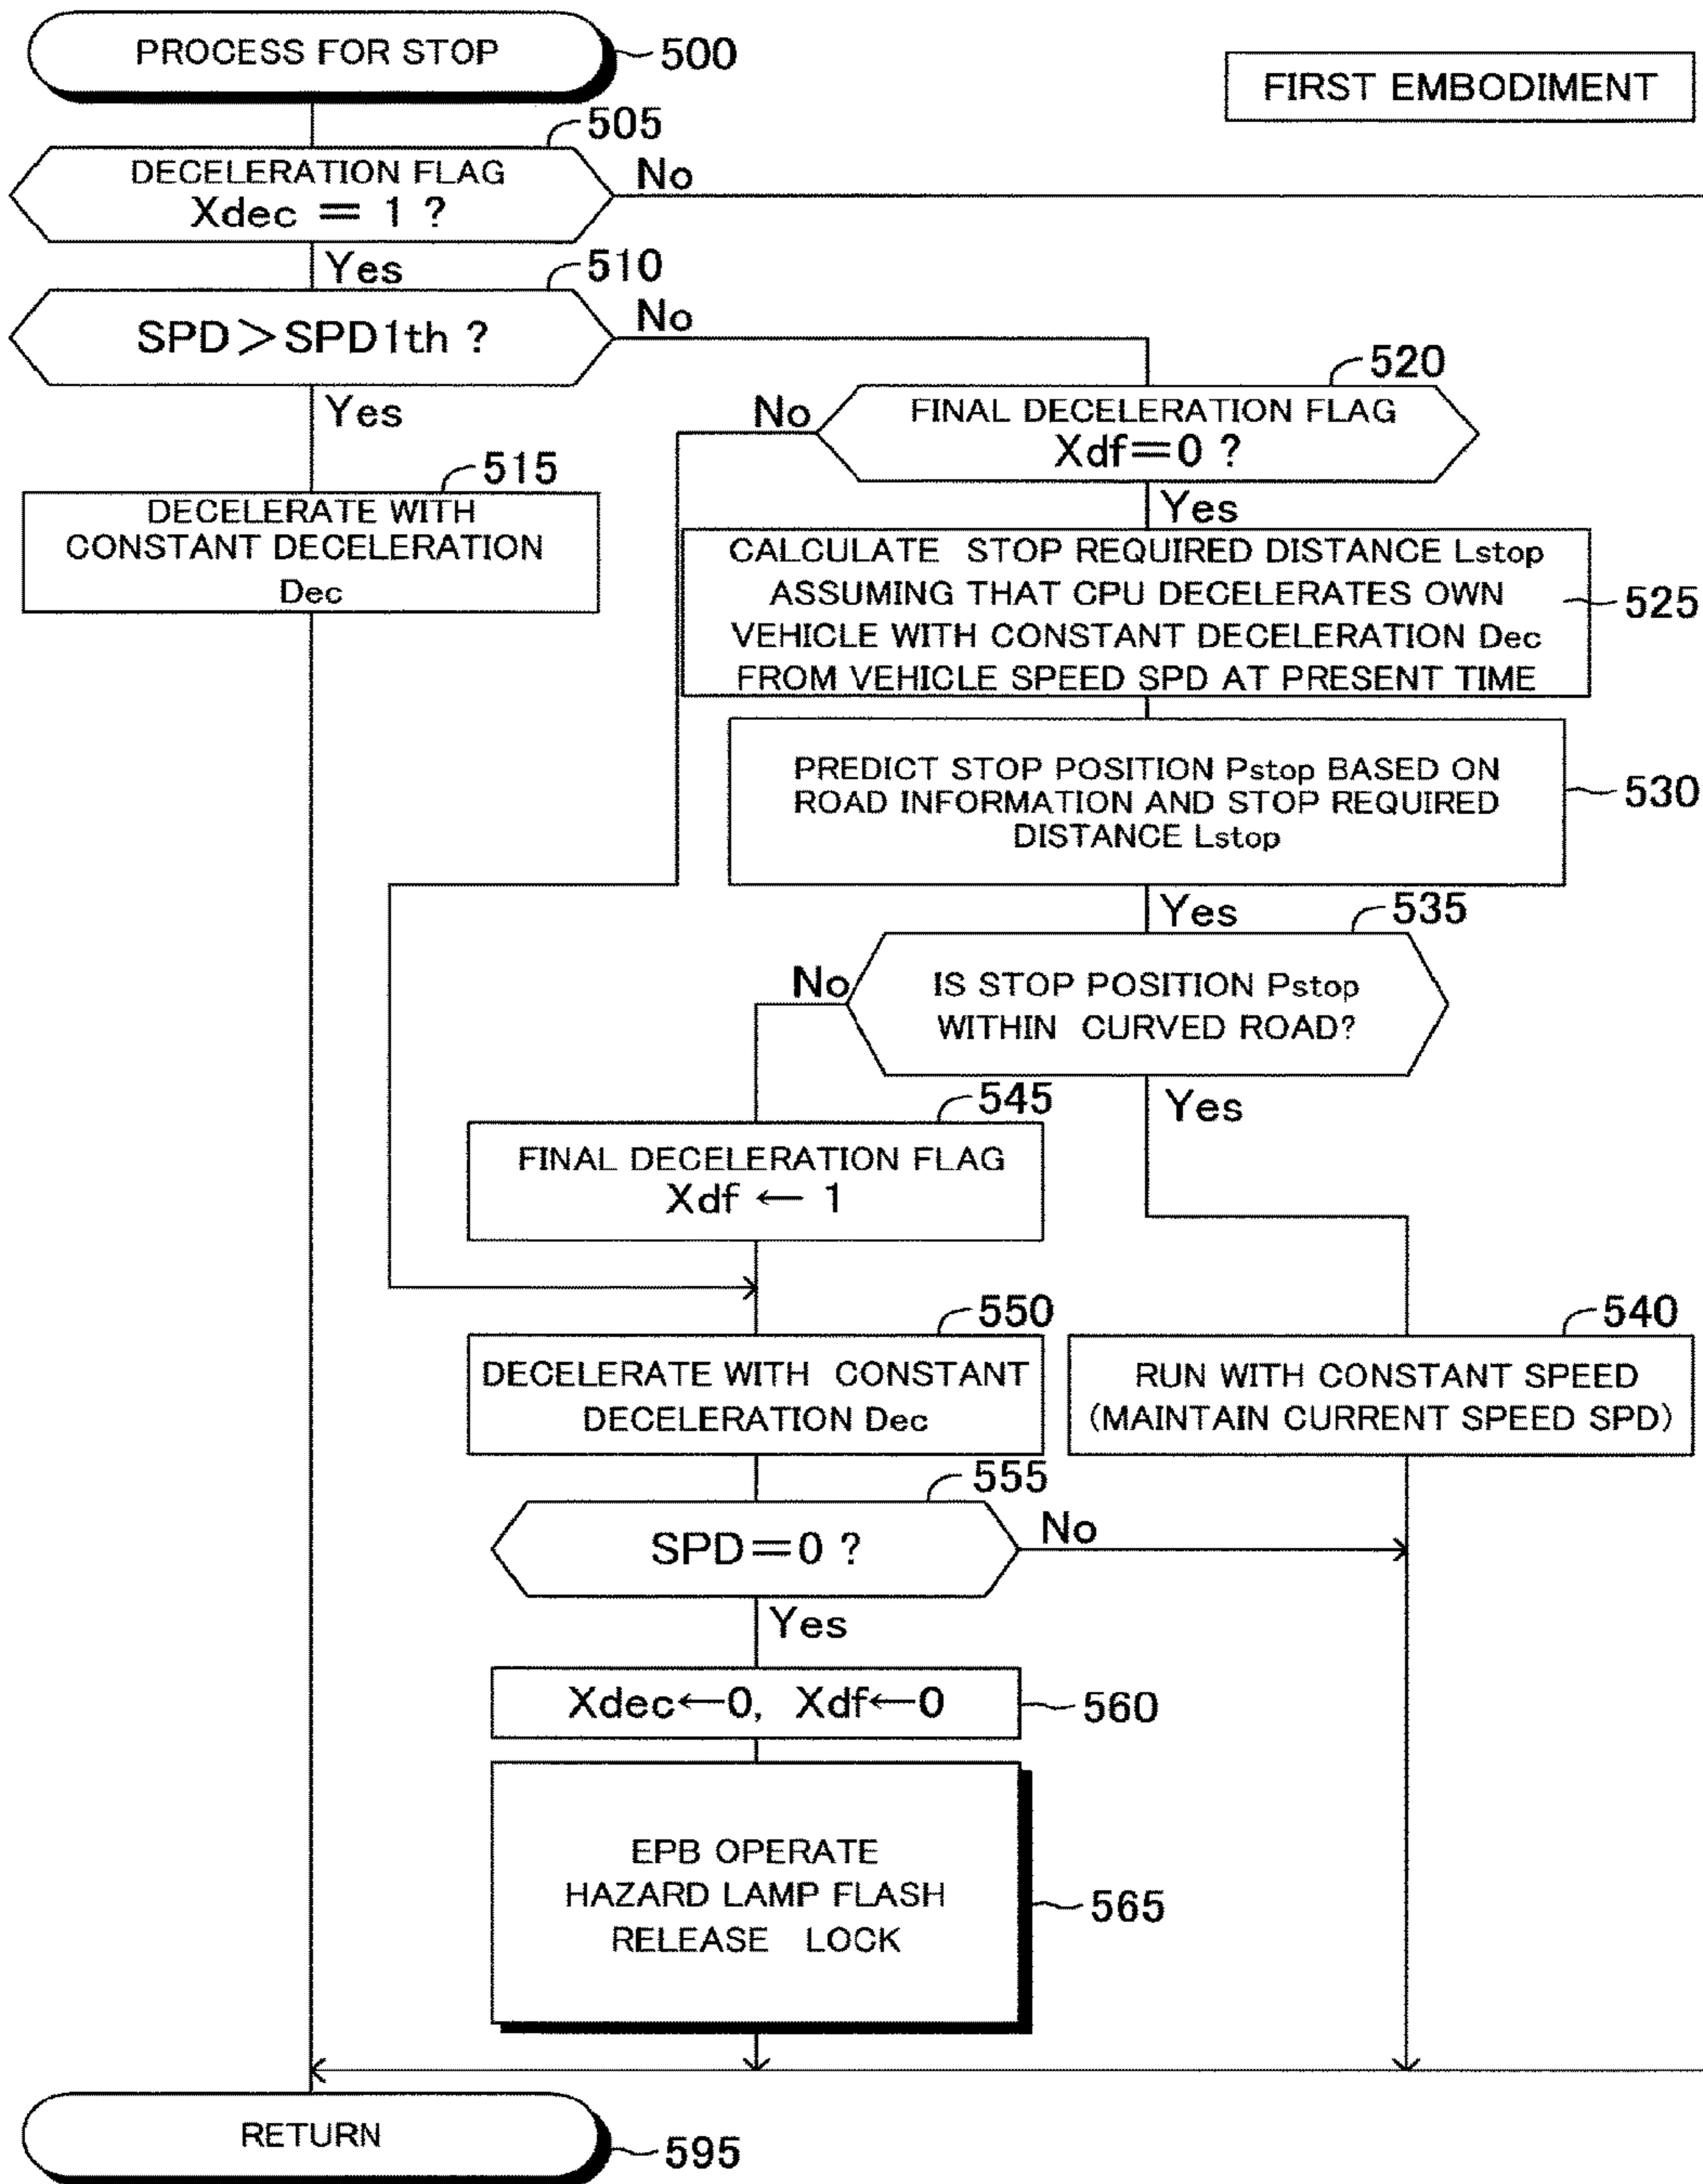 PROCESS FOR STOP
500
FIRST EMBODIMENT
505
DECELERATION FLAG
Xdec = 1 ?
No
Yes
510
SPD＞SPD1th ?
No
Yes
520
FINAL DECELERATION FLAG
Xdf=0 ?
No
Yes
515
DECELERATE WITH
CONSTANT DECELERATION
Dec
CALCULATE STOP REQUIRED DISTANCE Lstop
ASSUMING THAT CPU DECELERATES OWN
VEHICLE WITH CONSTANT DECELERATION Dec
FROM VEHICLE SPEED SPD AT PRESENT TIME
525
PREDICT STOP POSITION Pstop BASED ON
ROAD INFORMATION AND STOP REQUIRED
DISTANCE Lstop
530
Yes
535
IS STOP POSITION Pstop
WITHIN CURVED ROAD?
No
Yes
545
FINAL DECELERATION FLAG
Xdf ← 1
550
DECELERATE WITH CONSTANT
DECELERATION Dec
540
RUN WITH CONSTANT SPEED
(MAINTAIN CURRENT SPEED SPD)
555
SPD=0 ?
No
Yes
Xdec←0, Xdf←0
560
EPB OPERATE
HAZARD LAMP FLASH
RELEASE LOCK
565
RETURN
595